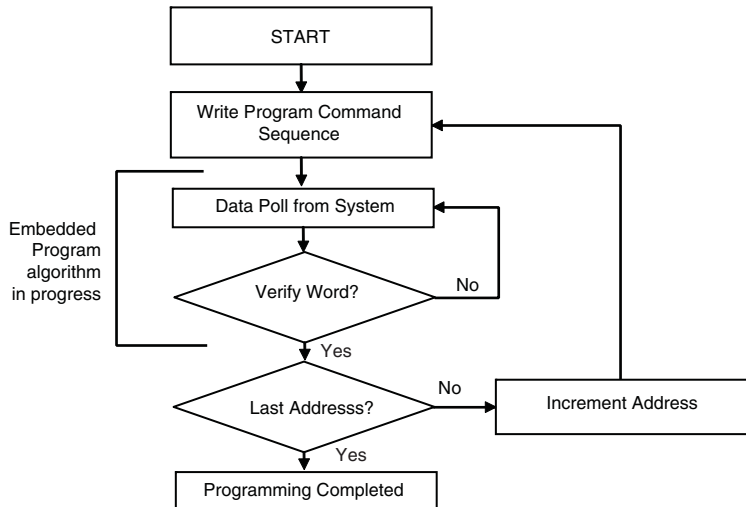 START
Write Program Command
Sequence
Data Poll from System
Embedded
Program
algorithm
in progress
Verify Word?
No
Yes
Last Addresss?
No
Increment Address
Yes
Programming Completed